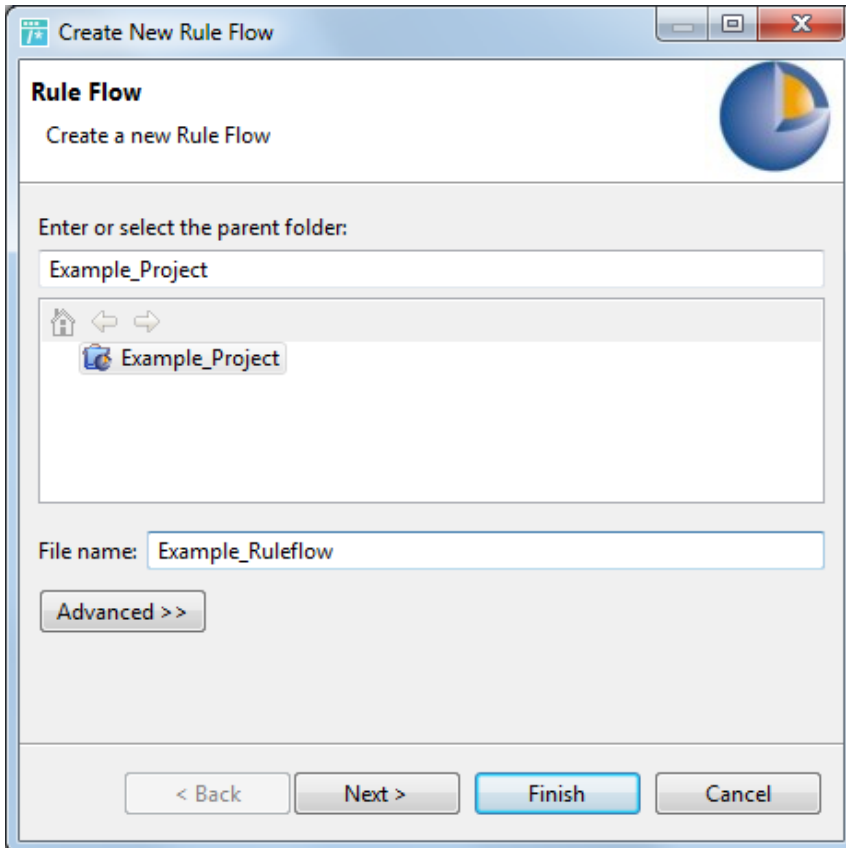 Create New Rule Flow
Rule Flow
Create a new Rule Flow
Enter or select the parent folder:
Example_Project
Example_Project
File name: Example_Ruleflow
Advanced >>
< Back Next > Finish Cancel